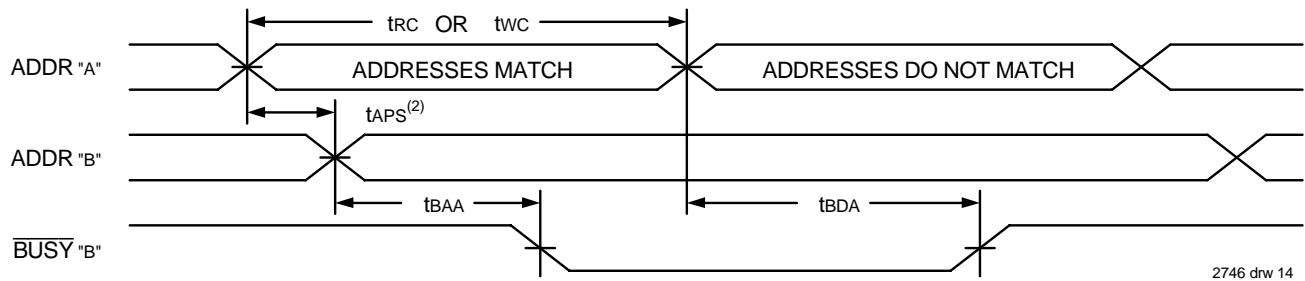 tRC OR tWC
ADDR "A"
ADDRESSES MATCH
ADDRESSES DO NOT MATCH
tAPS(2)
ADDR "B"
tBAA
tBDA
BUSY "B"
2746 drw 14